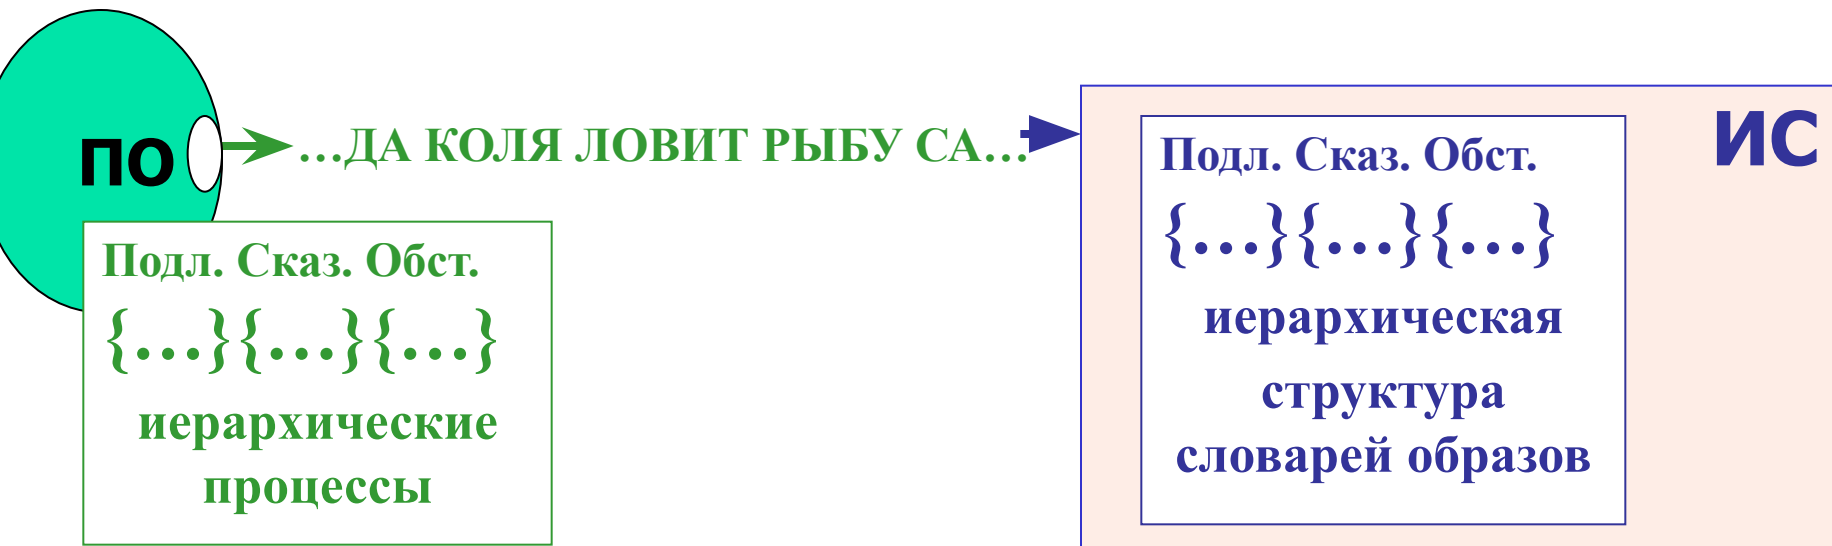 ПО
…ДА КОЛЯ ЛОВИТ РЫБУ СА…
Подл. Сказ. Обст.
{…}{…}{…}
иерархические
процессы
ИС
Подл. Сказ. Обст.
{…}{…}{…}
иерархическая
структура
словарей образов